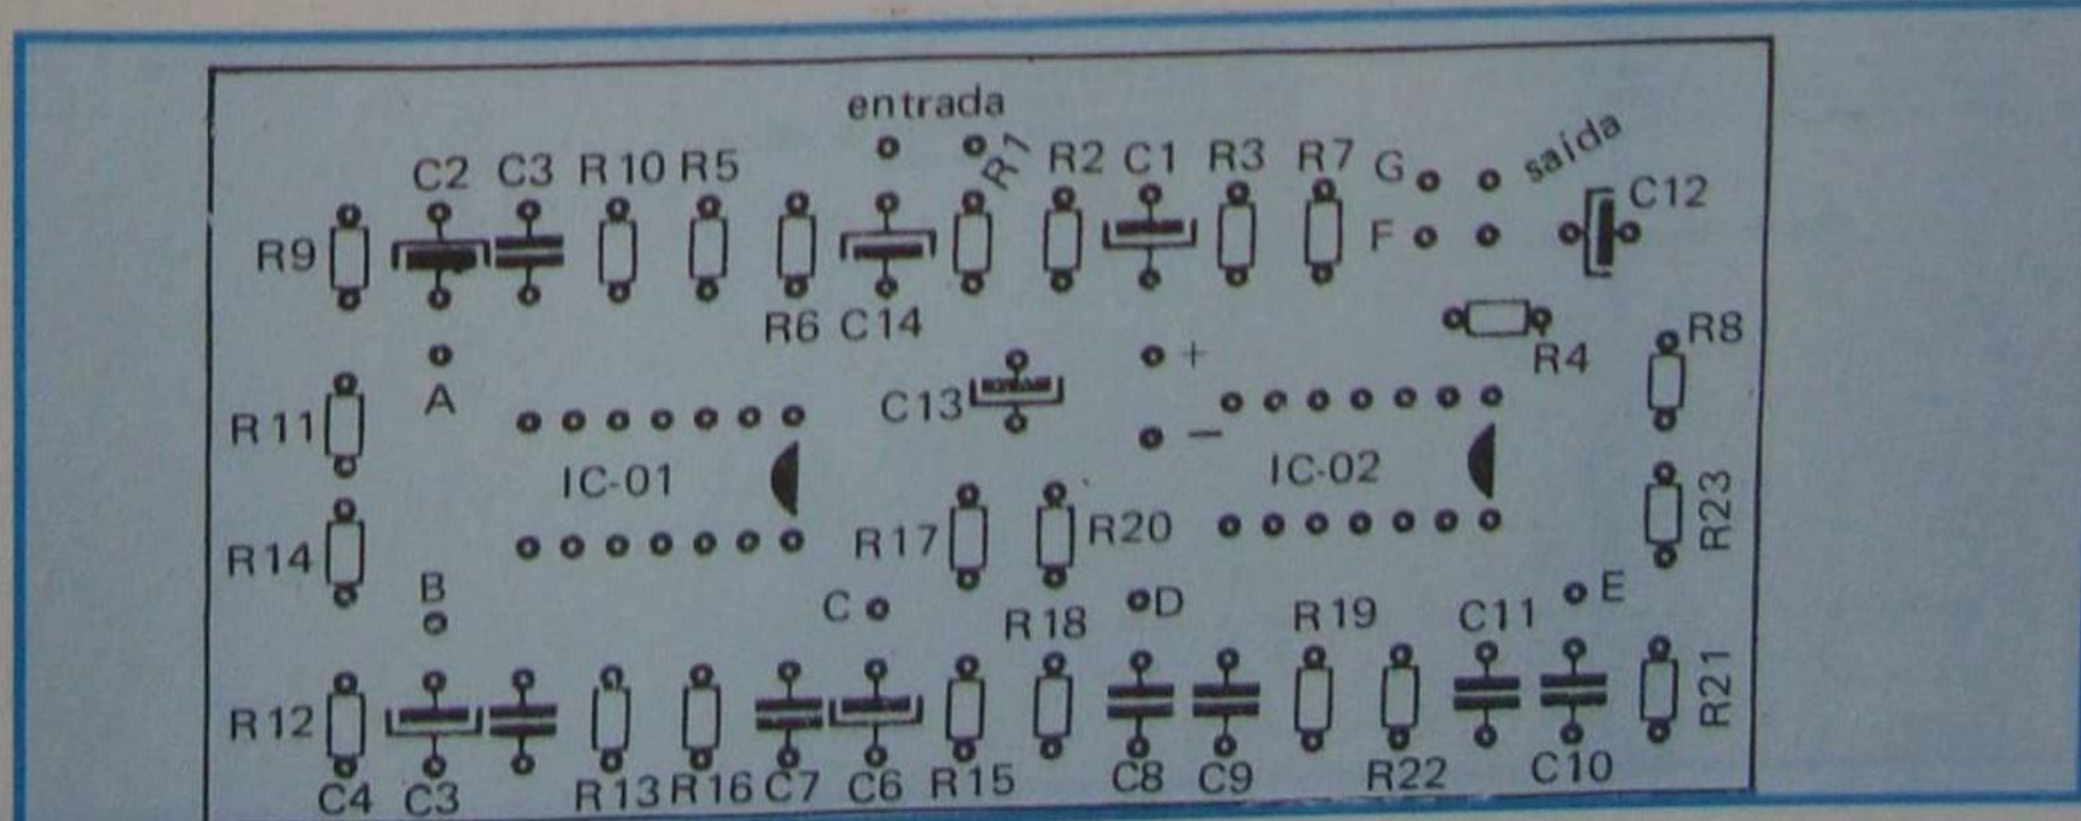 entrada
C2 C3 R10 R5 R1 R2 C1 R3 R7 G saída
C12
R9 F
R6 C14 R8
+ R4
A C13
R11 −
IC-01 IC-02
R23
R14 R17 R20
B C R18 D R19 C11 E
R12 R21
C4 C3 R13 R16 C7 C6 R15 C8 C9 R22 C10